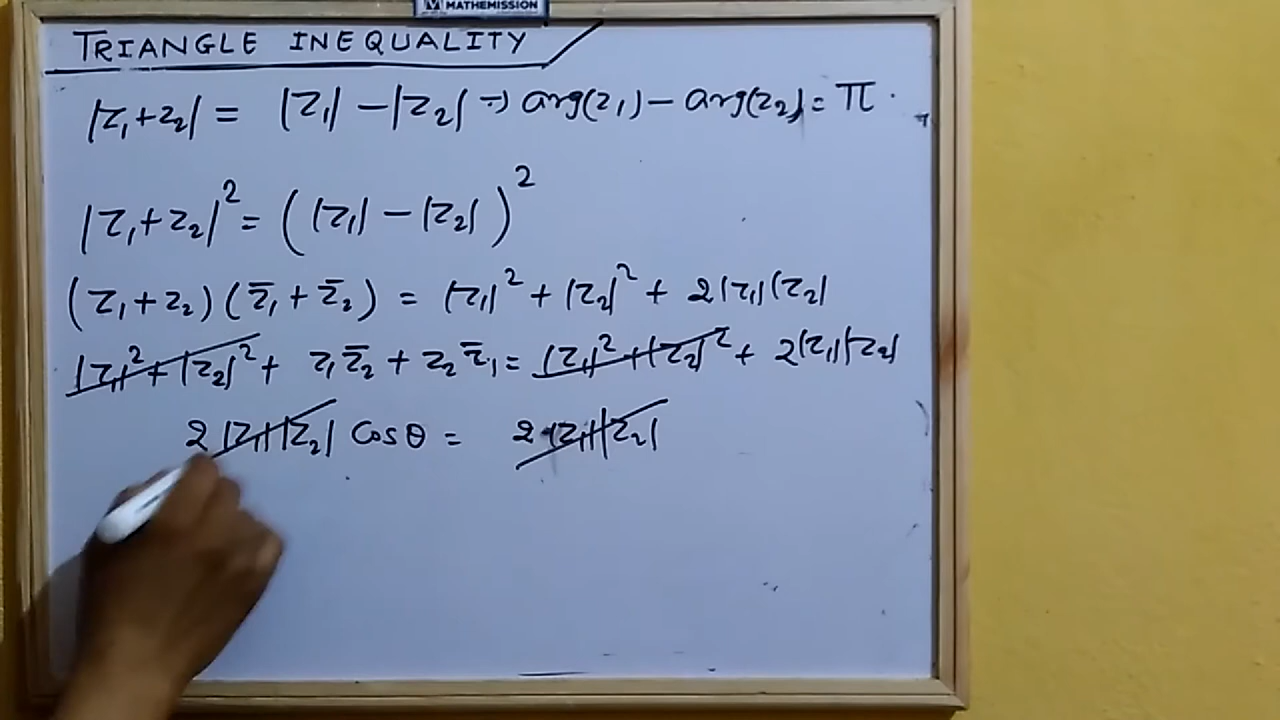 MATHEMISSION
TRIANGLE INEQUALITY
|z₁+z₂| = |z₁| - |z₂| → arg(z₁) - arg(z₂) = π.
|z₁+z₂|² = (|z₁| - |z₂|)²
(z₁+z₂)(z̄₁+z̄₂) = |z₁|² + |z₂|² + 2|z₁||z₂|
|z₁|² + |z₂|² + z₁z̄₂ + z₂z̄₁ = |z₁|² + |z₂|² + 2|z₁||z₂|
2|z₁||z₂| cosθ = 2|z₁||z₂|